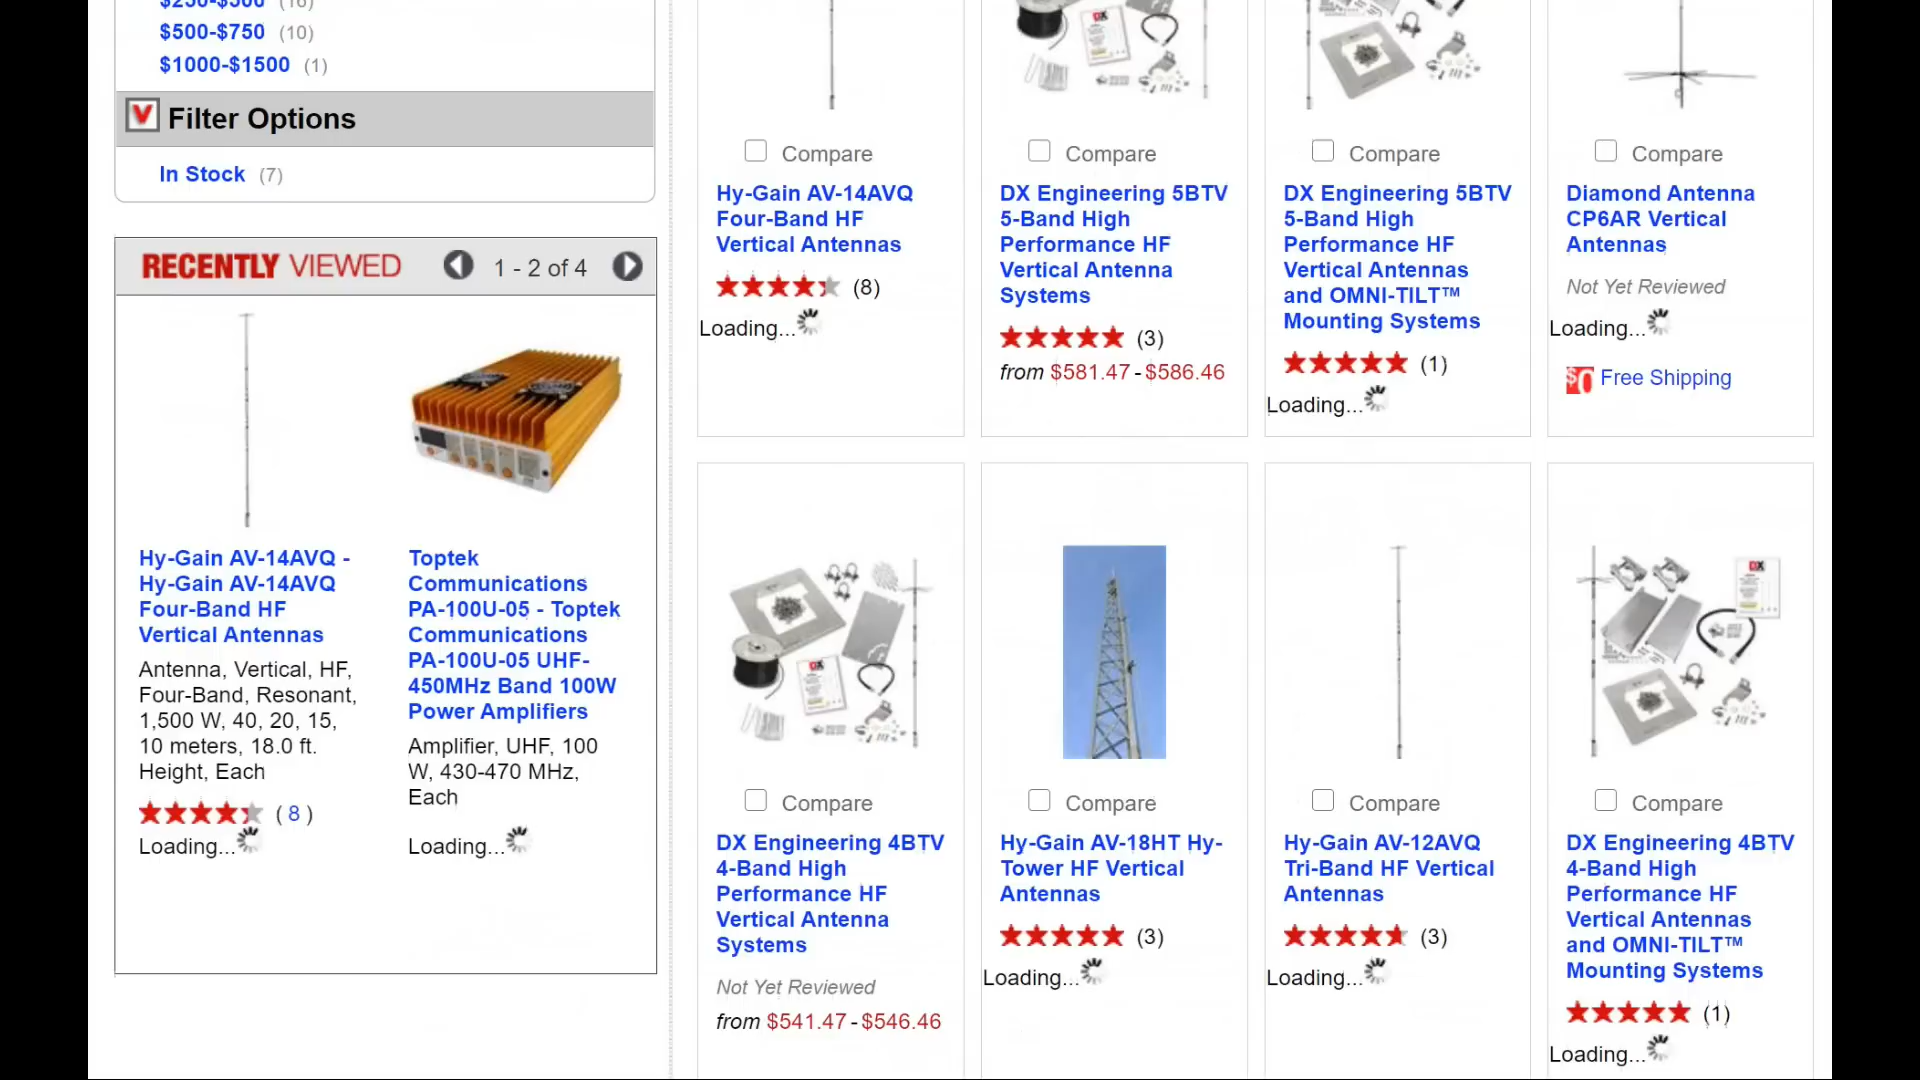 $250-$500 (16)
$500-$750 (10)
$1000-$1500 (1)
Filter Options
In Stock (7)
RECENTLY VIEWED 1 - 2 of 4
Hy-Gain AV-14AVQ -
Hy-Gain AV-14AVQ
Four-Band HF
Vertical Antennas
Antenna, Vertical, HF,
Four-Band, Resonant,
1,500 W, 40, 20, 15,
10 meters, 18.0 ft.
Height, Each
( 8 )
Loading...
Toptek
Communications
PA-100U-05 - Toptek
Communications
PA-100U-05 UHF-
450MHz Band 100W
Power Amplifiers
Amplifier, UHF, 100
W, 430-470 MHz,
Each
Loading...
Compare
Hy-Gain AV-14AVQ
Four-Band HF
Vertical Antennas
(8)
Loading...
DX
Compare
DX Engineering 5BTV
5-Band High
Performance HF
Vertical Antenna
Systems
(3)
from $581.47 - $586.46
Compare
DX Engineering 5BTV
5-Band High
Performance HF
Vertical Antennas
and OMNI-TILT™
Mounting Systems
(1)
Loading...
Compare
Diamond Antenna
CP6AR Vertical
Antennas
Not Yet Reviewed
Loading...
$0 Free Shipping
DX
Compare
DX Engineering 4BTV
4-Band High
Performance HF
Vertical Antenna
Systems
Not Yet Reviewed
from $541.47 - $546.46
Compare
Hy-Gain AV-18HT Hy-
Tower HF Vertical
Antennas
(3)
Loading...
Compare
Hy-Gain AV-12AVQ
Tri-Band HF Vertical
Antennas
(3)
Loading...
DX
Compare
DX Engineering 4BTV
4-Band High
Performance HF
Vertical Antennas
and OMNI-TILT™
Mounting Systems
(1)
Loading...